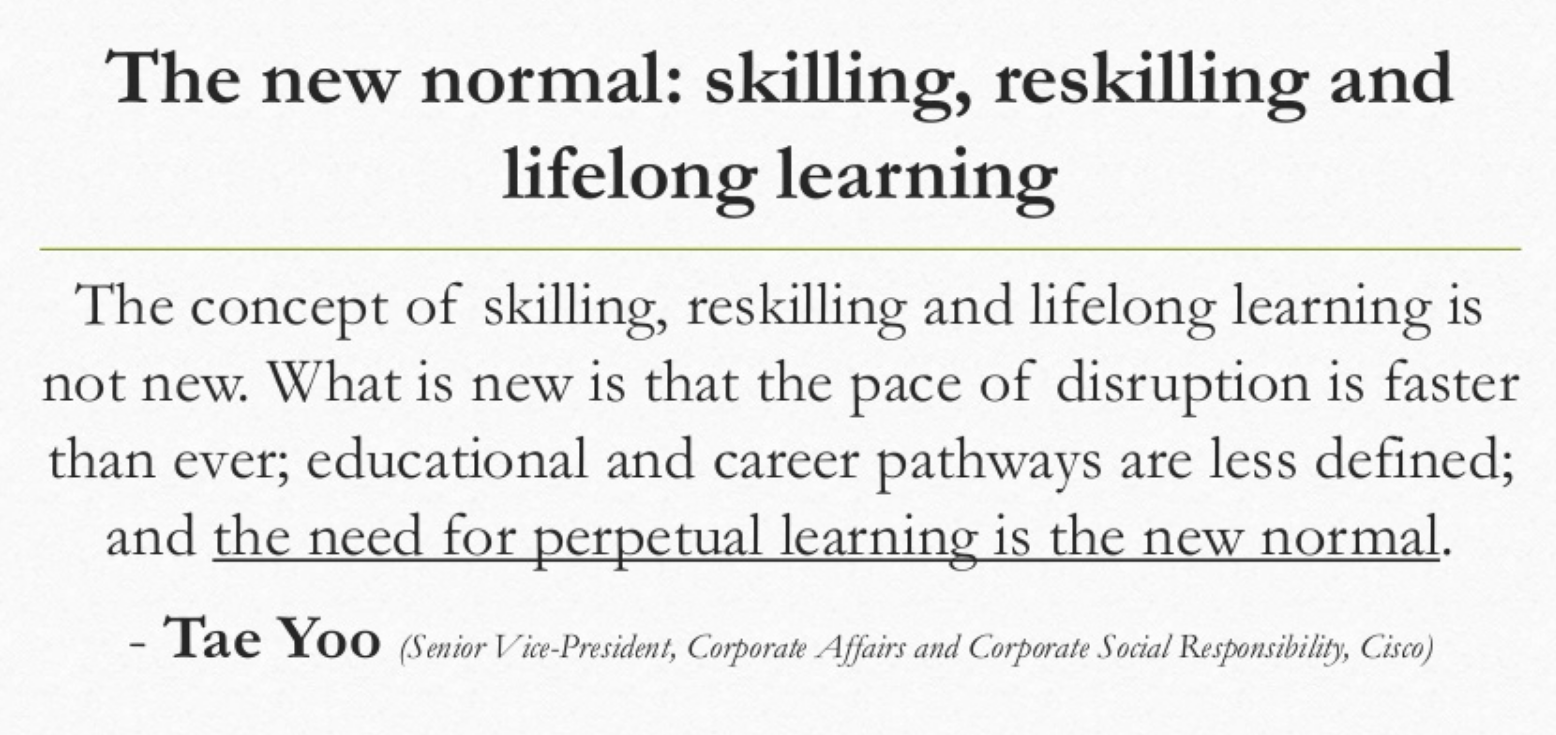 The new normal: skilling, reskilling and
lifelong learning
The concept of skilling, reskilling and lifelong learning is
not new. What is new is that the pace of disruption is faster
than ever; educational and career pathways are less defined;
and the need for perpetual learning is the new normal.
- Tae Yoo (Senior Vice-President, Corporate Affairs and Corporate Social Responsibility, Cisco)